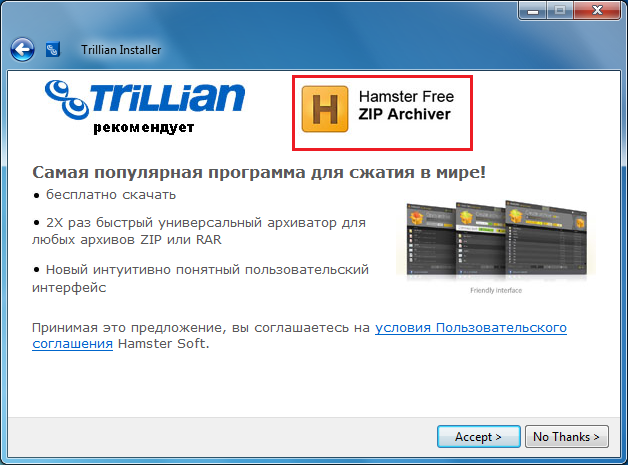 Trillian Installer
TRiLLiAN
рекомендует
H
Hamster Free
ZIP Archiver
Самая популярная программа для сжатия в мире!
• бесплатно скачать
• 2X раз быстрый универсальный архиватор для
любых архивов ZIP или RAR
• Новый интуитивно понятный пользовательский
интерфейс
Friendly interface
Принимая это предложение, вы соглашаетесь на условия Пользовательского
соглашения Hamster Soft.
Accept >
No Thanks >